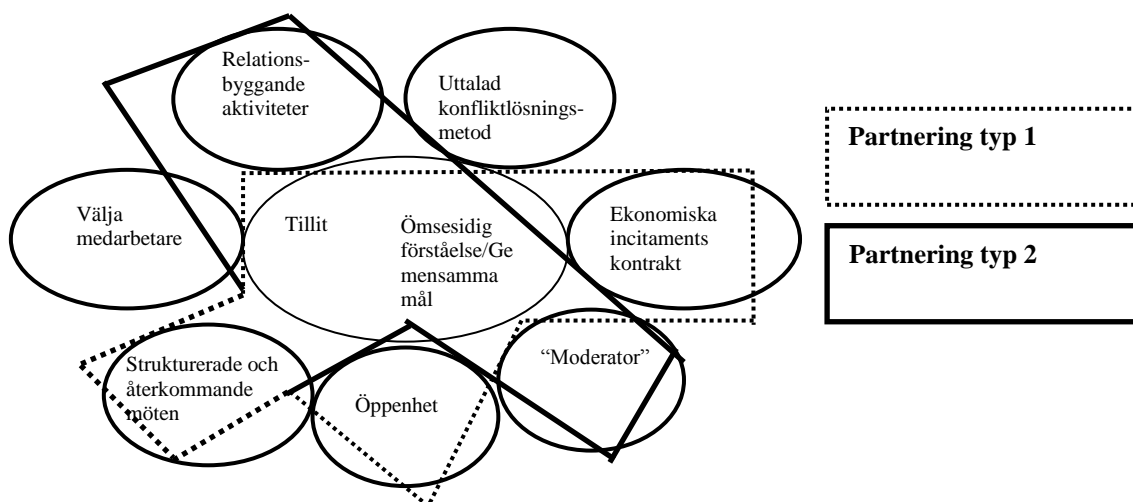 Relations-
byggande
aktiviteter
Uttalad
konfliktlösnings-
metod
Partnering typ 1
Välja
medarbetare
Tillit
Ömsesidig
förståelse/Ge
mensamma
mål
Ekonomiska
incitaments
kontrakt
Partnering typ 2
Strukturerade och
återkommande
möten
Öppenhet
“Moderator”